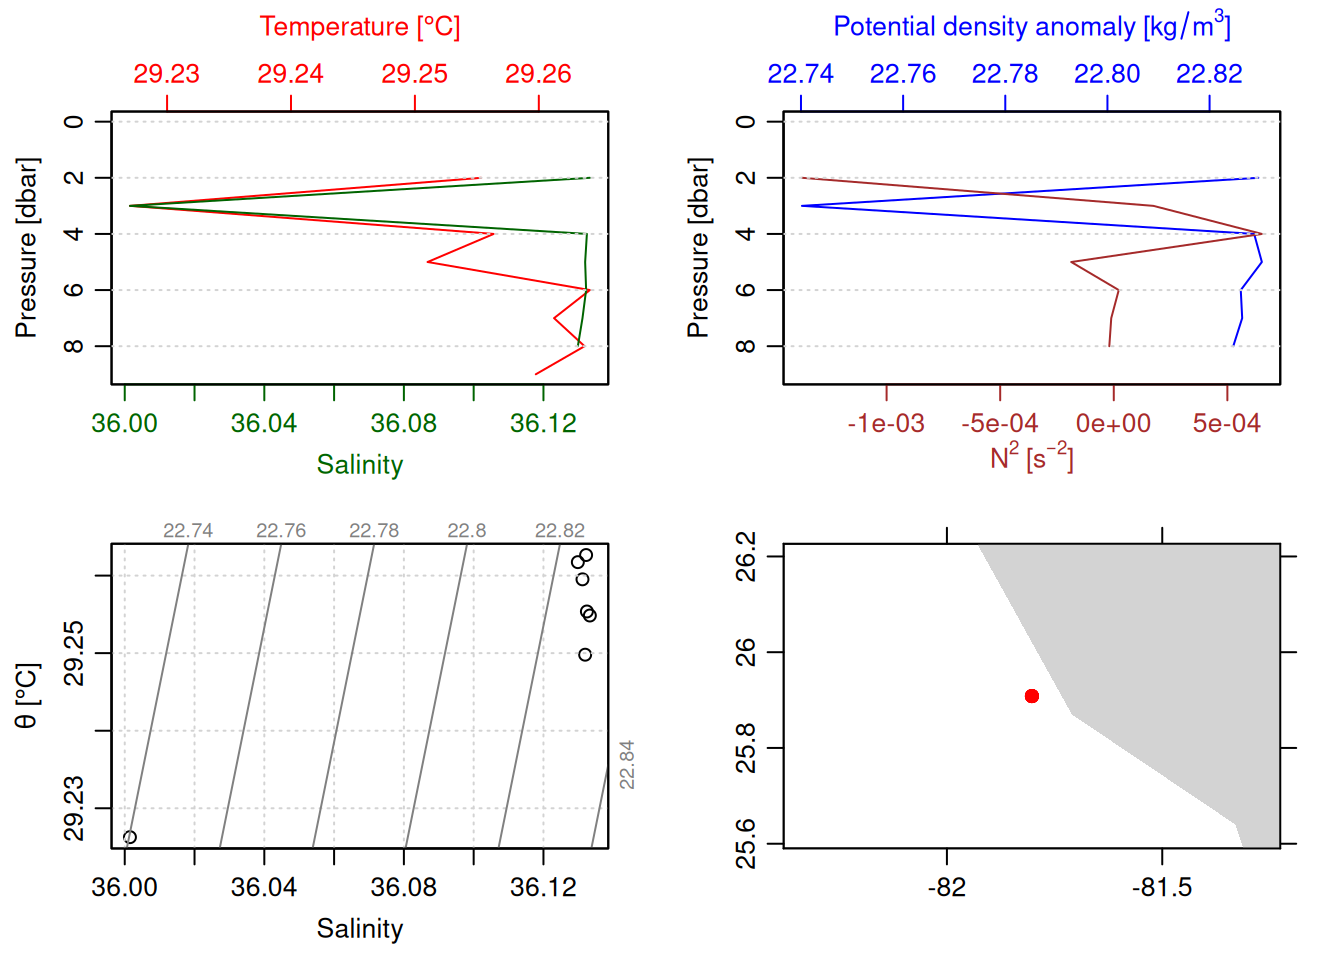 Temperature [°C]
29.23 29.24 29.25 29.26
Pressure [dbar]
0
2
4
6
8
36.00 36.04 36.08 36.12
Salinity
Potential density anomaly [kg/m³]
22.74 22.76 22.78 22.80 22.82
Pressure [dbar]
0
2
4
6
8
-1e-03 -5e-04 0e+00 5e-04
N² [s⁻²]
22.74 22.76 22.78 22.8 22.82
22.84
θ [°C]
29.25
29.23
36.00 36.04 36.08 36.12
Salinity
26.2
26
25.8
25.6
-82 -81.5